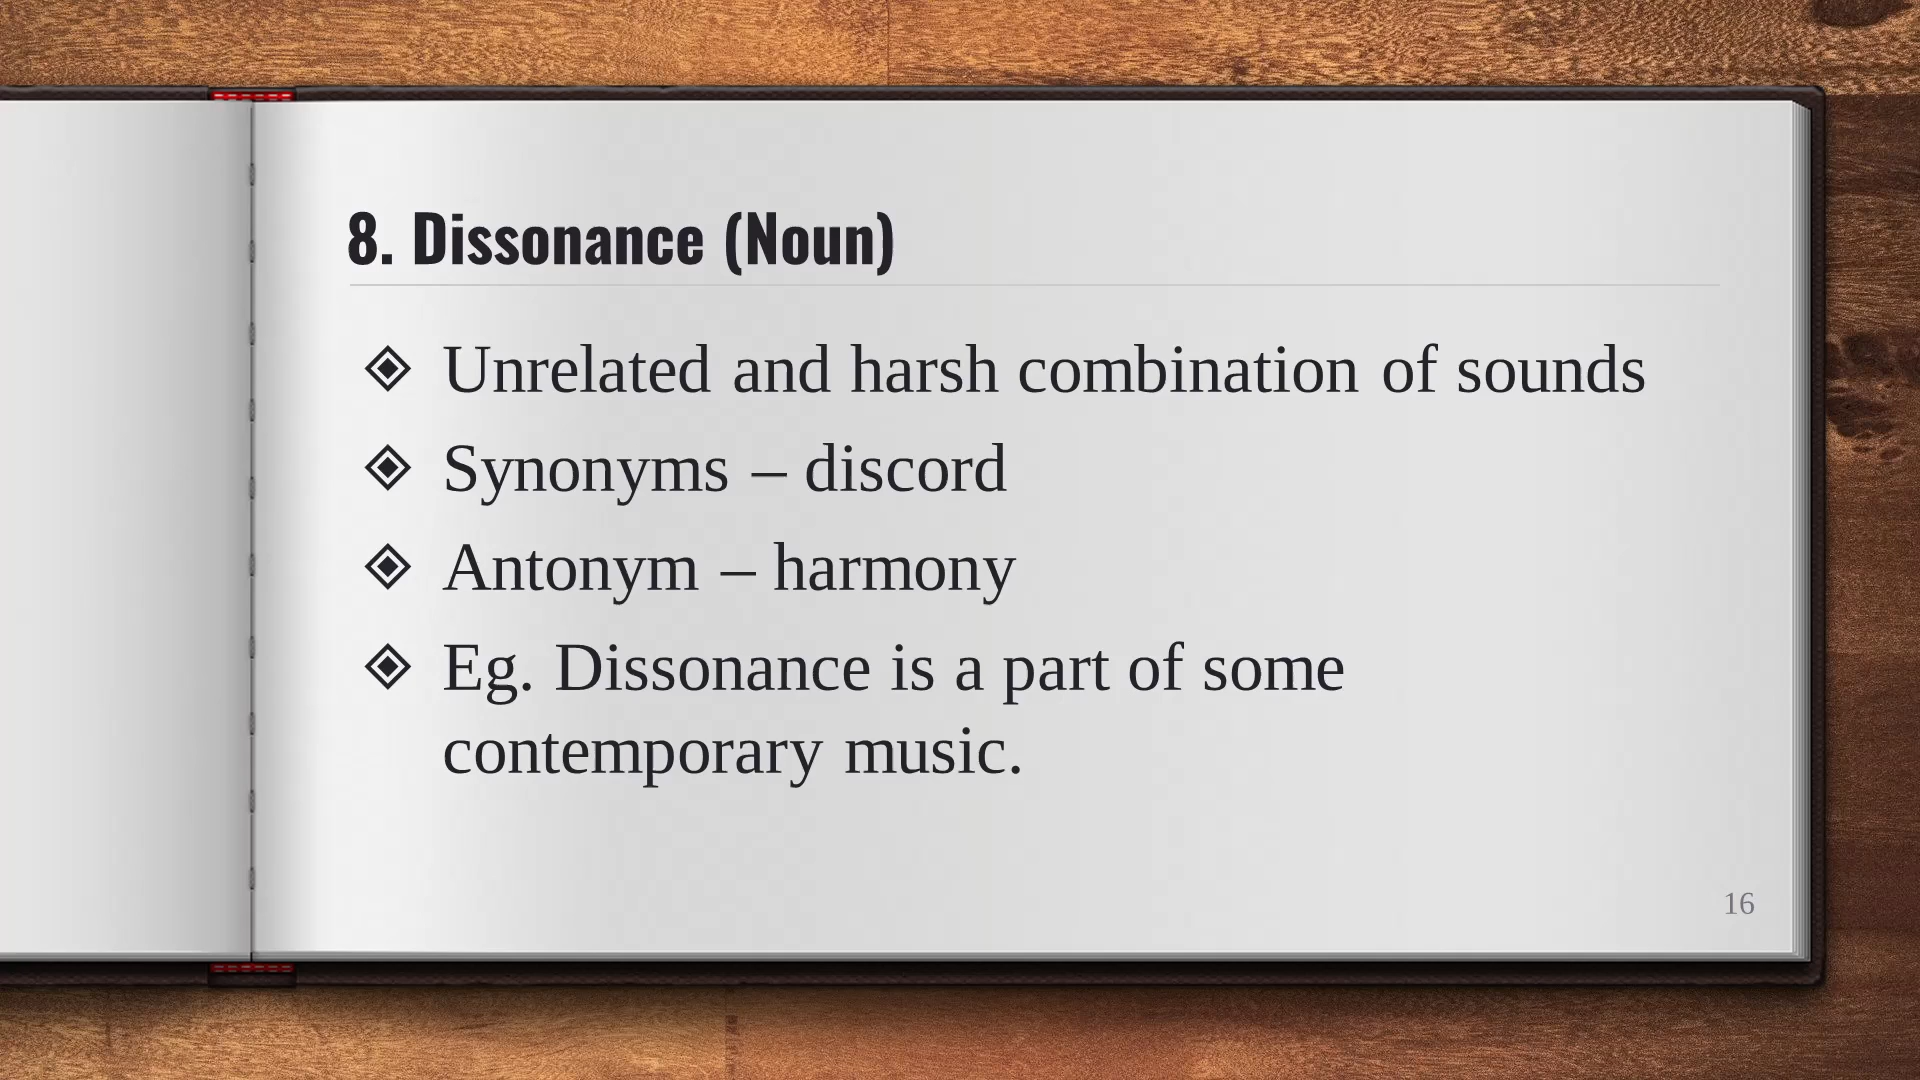 8. Dissonance (Noun)
Unrelated and harsh combination of sounds
Synonyms – discord
Antonym – harmony
Eg. Dissonance is a part of some
contemporary music.
16